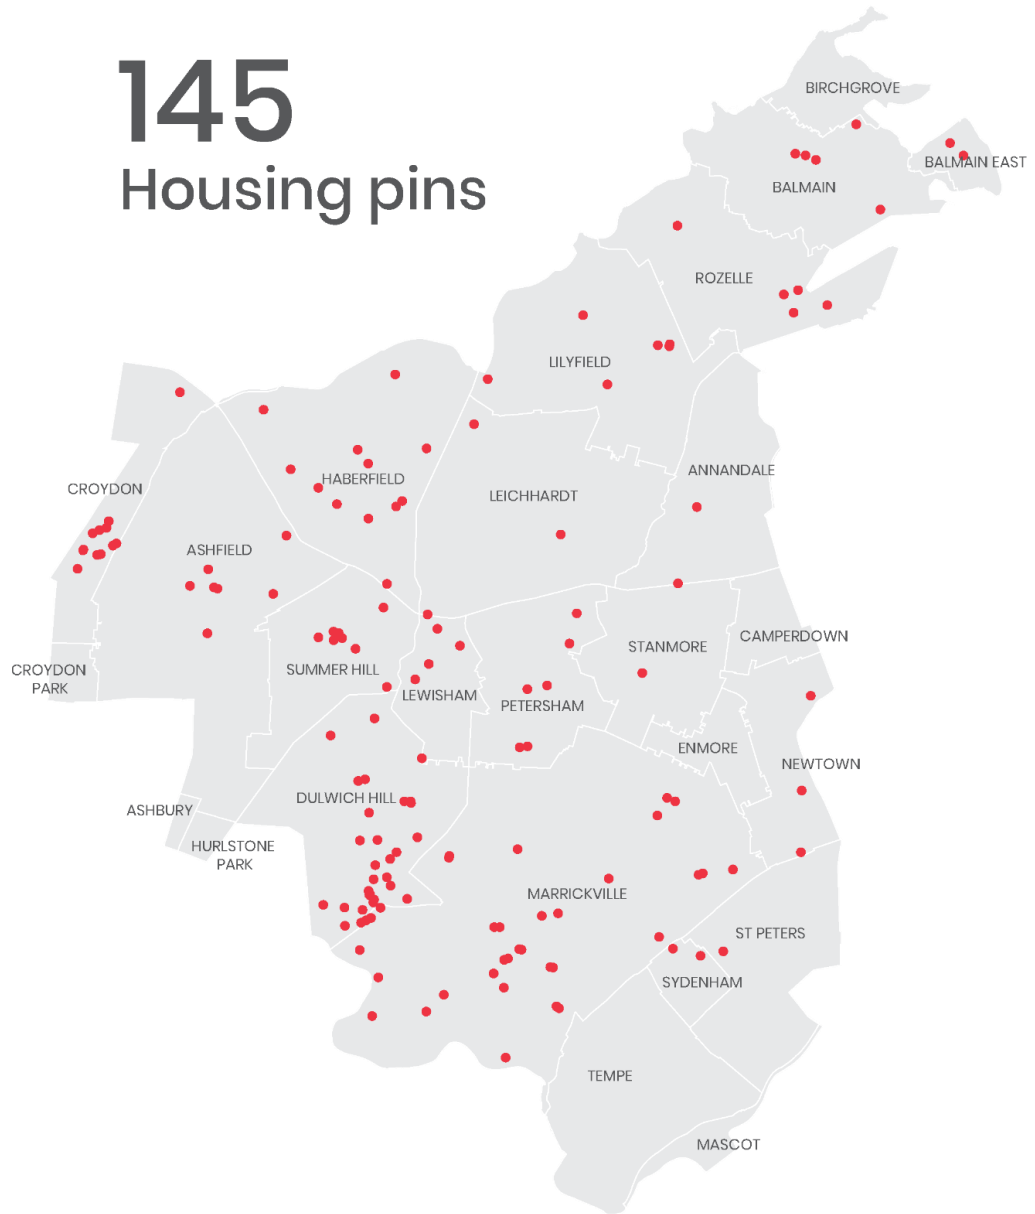 145
Housing pins
BIRCHGROVE
BALMAIN EAST
BALMAIN
ROZELLE
LILYFIELD
ANNANDALE
HABERFIELD
CROYDON
LEICHHARDT
ASHFIELD
CAMPERDOWN
STANMORE
SUMMER HILL
CROYDON
PARK
LEWISHAM
PETERSHAM
ENMORE
NEWTOWN
DULWICH HILL
ASHBURY
HURLSTONE
PARK
MARRICKVILLE
ST PETERS
SYDENHAM
TEMPE
MASCOT